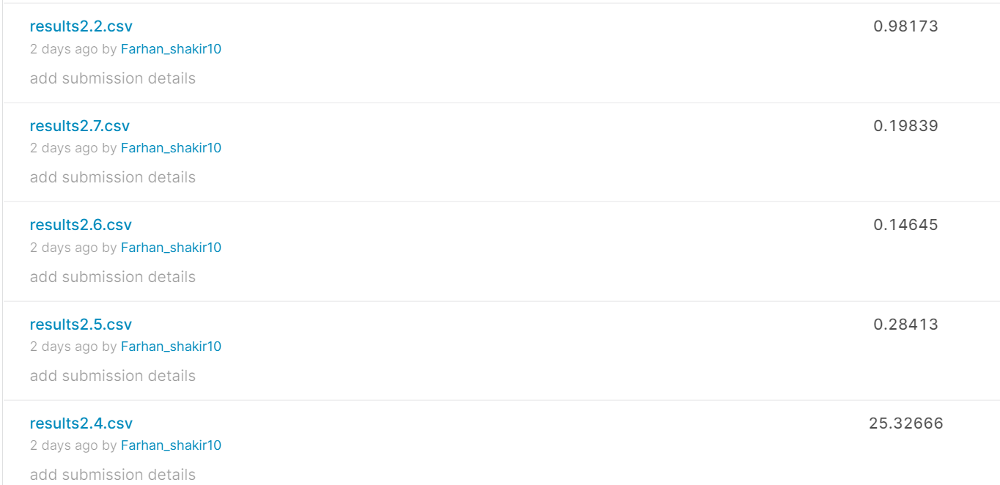 results2.2.csv 0.98173
2 days ago by Farhan_shakir10
add submission details
results2.7.csv 0.19839
2 days ago by Farhan_shakir10
add submission details
results2.6.csv 0.14645
2 days ago by Farhan_shakir10
add submission details
results2.5.csv 0.28413
2 days ago by Farhan_shakir10
add submission details
results2.4.csv 25.32666
2 days ago by Farhan_shakir10
add submission details